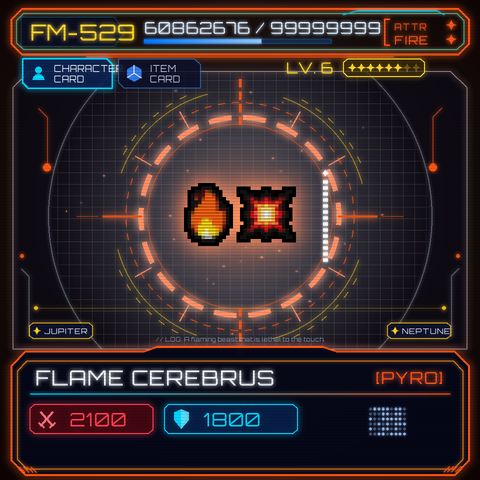 FM-529
60862676 / 99999999
ATTR
FIRE
CHARACTER
CARD
ITEM
CARD
LV. 6
JUPITER
NEPTUNE
// LOG: A flaming beast that is lethal to the touch
FLAME CEREBRUS
[PYRO]
2100
1800